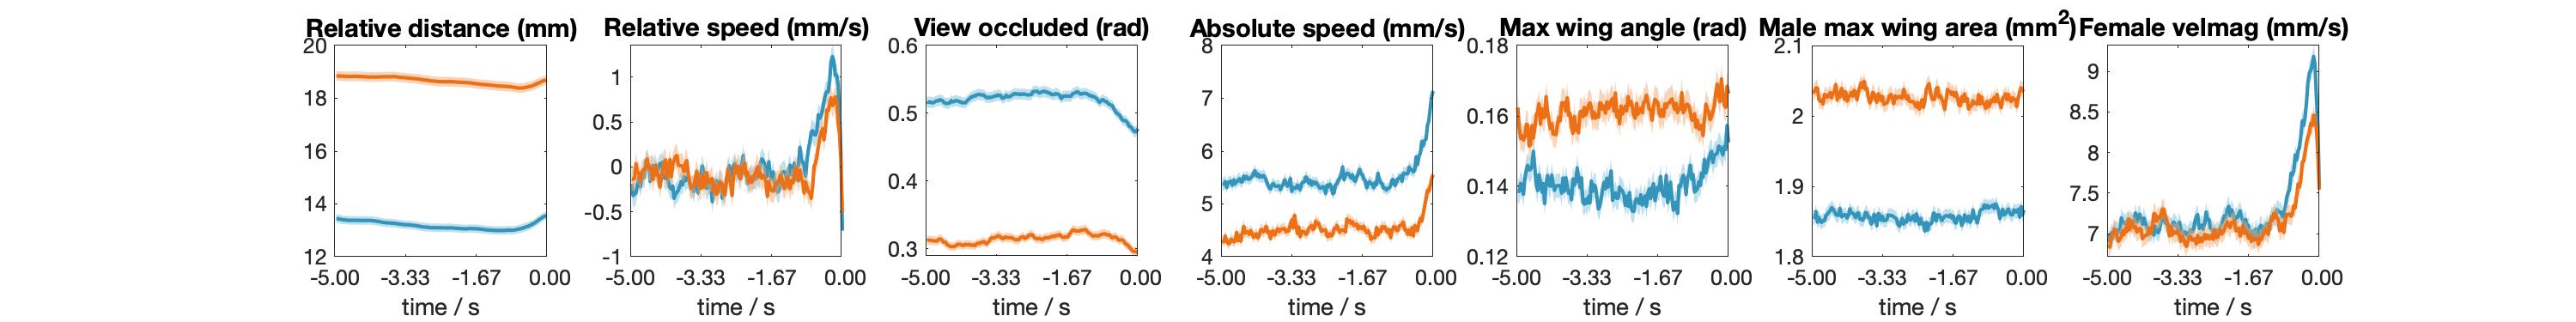 Relative distance (mm)
20
18
16
14
12
-5.00 -3.33 -1.67 0.00
time / s
Relative speed (mm/s)
1
0.5
0
-0.5
-1
-5.00 -3.33 -1.67 0.00
time / s
View occluded (rad)
0.6
0.5
0.4
0.3
-5.00 -3.33 -1.67 0.00
time / s
Absolute speed (mm/s)
8
7
6
5
4
-5.00 -3.33 -1.67 0.00
time / s
Max wing angle (rad)
0.18
0.16
0.14
0.12
-5.00 -3.33 -1.67 0.00
time / s
Male max wing area (mm²)
2.1
2
1.9
1.8
-5.00 -3.33 -1.67 0.00
time / s
Female velmag (mm/s)
9
8.5
8
7.5
7
-5.00 -3.33 -1.67 0.00
time / s